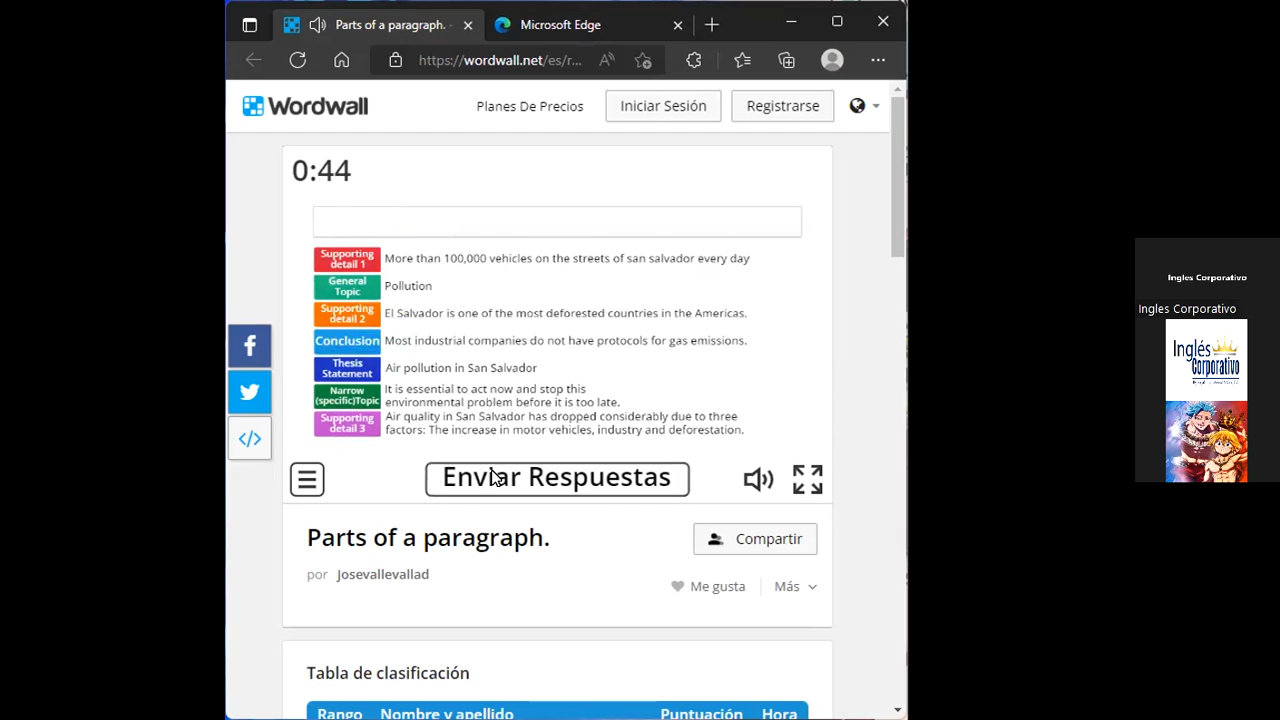 Parts of a paragraph. -
Microsoft Edge
https://wordwall.net/es/r...
Wordwall
Planes De Precios
Iniciar Sesión
Registrarse
0:44
Supporting detail 1 More than 100,000 vehicles on the streets of san salvador every day
General Topic Pollution
Supporting detail 2 El Salvador is one of the most deforested countries in the Americas.
Conclusion Most industrial companies do not have protocols for gas emissions.
Thesis Statement Air pollution in San Salvador
Narrow (specific)Topic It is essential to act now and stop this
environmental problem before it is too late.
Supporting detail 3 Air quality in San Salvador has dropped considerably due to three
factors: The increase in motor vehicles, industry and deforestation.
Enviar Respuestas
Parts of a paragraph.
Compartir
por Josevallevallad
Me gusta
Más
Tabla de clasificación
Rango Nombre y apellido Puntuación Hora
Ingles Corporativo
Ingles Corporativo
Inglés
Corporativo